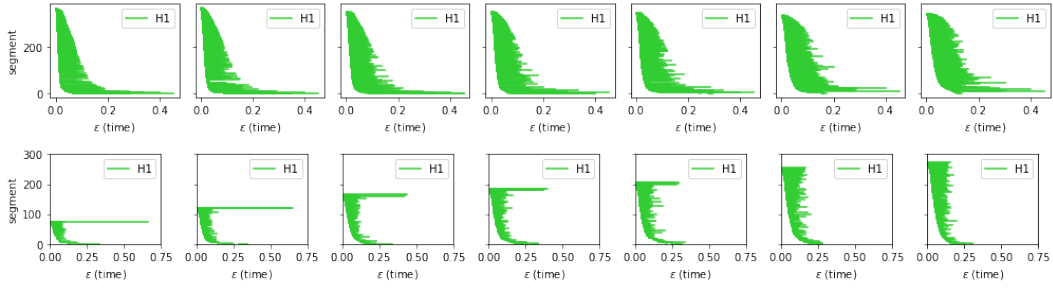 H1 H1 H1 H1 H1 H1 H1
segment
200
0
0.0 0.2 0.4 0.0 0.2 0.4 0.0 0.2 0.4 0.0 0.2 0.4 0.0 0.2 0.4 0.0 0.2 0.4 0.0 0.2 0.4
ε (time) ε (time) ε (time) ε (time) ε (time) ε (time) ε (time)
300
H1 H1 H1 H1 H1 H1 H1
segment
200
100
0
0.00 0.25 0.50 0.75 0.00 0.25 0.50 0.75 0.00 0.25 0.50 0.75 0.00 0.25 0.50 0.75 0.00 0.25 0.50 0.75 0.00 0.25 0.50 0.75 0.00 0.25 0.50 0.75
ε (time) ε (time) ε (time) ε (time) ε (time) ε (time) ε (time)